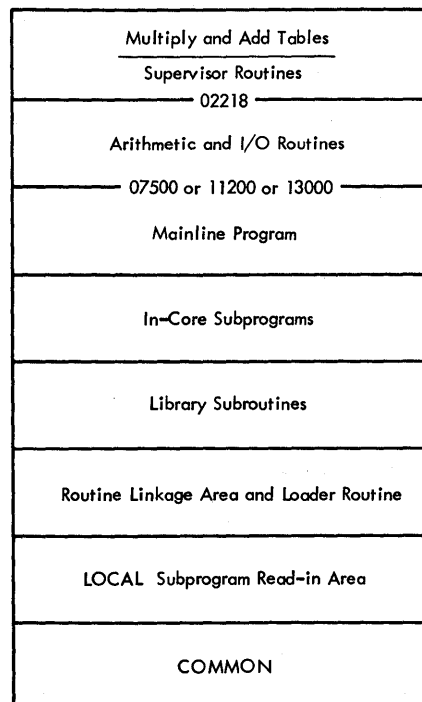 Multiply and Add Tables
Supervisor Routines
02218
Arithmetic and I/O Routines
07500 or 11200 or 13000
Mainline Program
In-Core Subprograms
Library Subroutines
Routine Linkage Area and Loader Routine
LOCAL Subprogram Read-in Area
COMMON